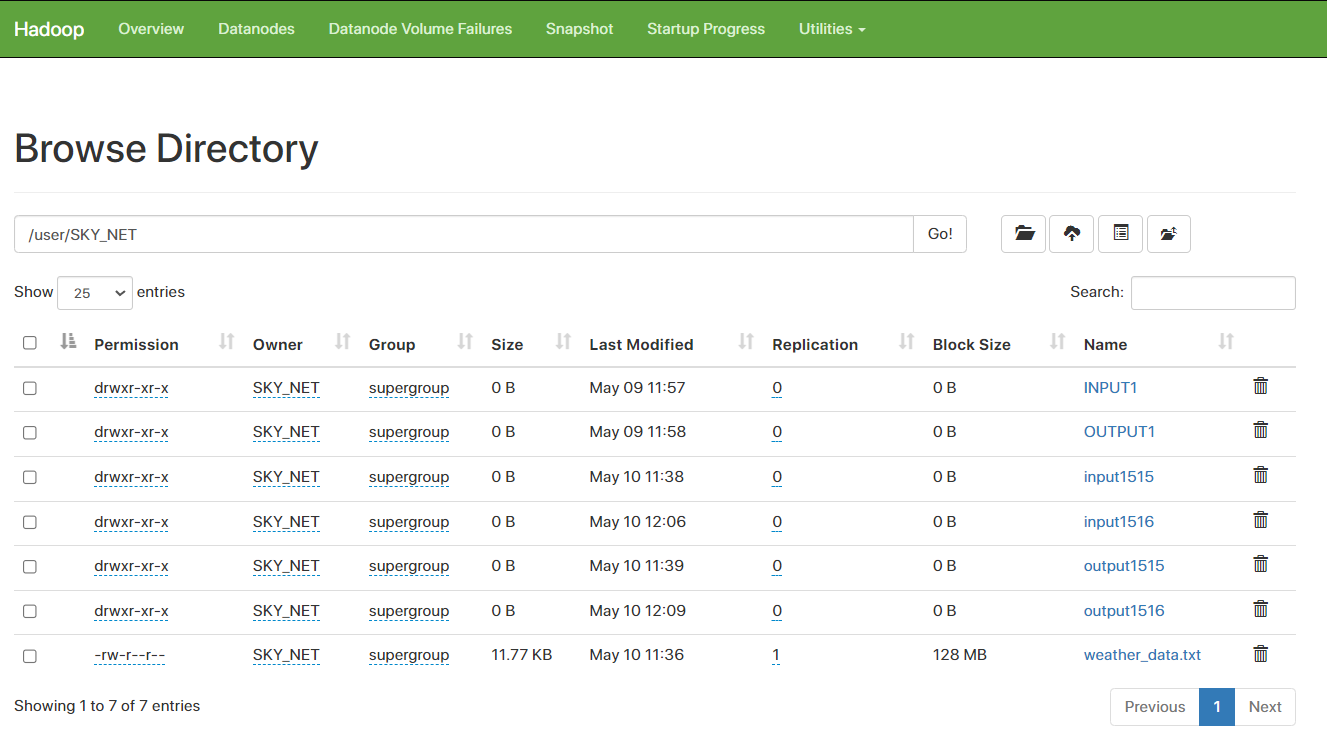 Hadoop Overview Datanodes Datanode Volume Failures Snapshot Startup Progress Utilities
Browse Directory
/user/SKY_NET Go!
Show 25 entries Search:
Permission Owner Group Size Last Modified Replication Block Size Name
drwxr-xr-x SKY_NET supergroup 0 B May 09 11:57 0 0 B INPUT1
drwxr-xr-x SKY_NET supergroup 0 B May 09 11:58 0 0 B OUTPUT1
drwxr-xr-x SKY_NET supergroup 0 B May 10 11:38 0 0 B input1515
drwxr-xr-x SKY_NET supergroup 0 B May 10 12:06 0 0 B input1516
drwxr-xr-x SKY_NET supergroup 0 B May 10 11:39 0 0 B output1515
drwxr-xr-x SKY_NET supergroup 0 B May 10 12:09 0 0 B output1516
-rw-r--r-- SKY_NET supergroup 11.77 KB May 10 11:36 1 128 MB weather_data.txt
Showing 1 to 7 of 7 entries Previous 1 Next